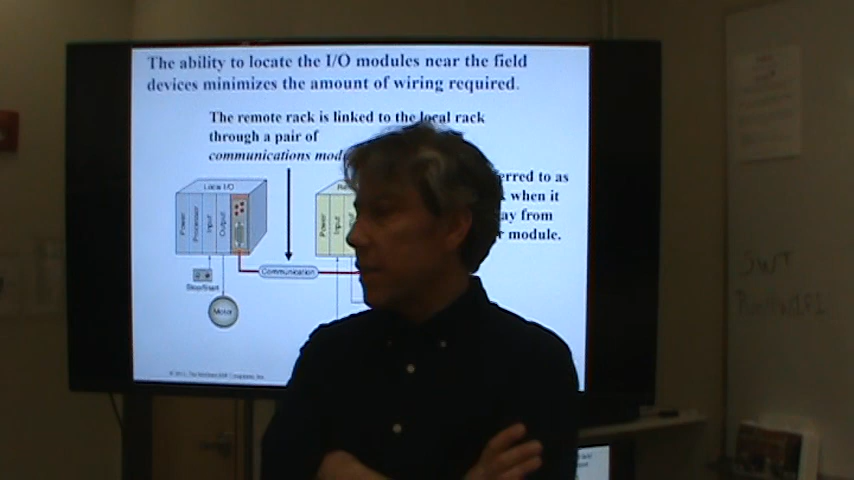 The ability to locate the I/O modules near the field
devices minimizes the amount of wiring required.
The remote rack is linked to the local rack
through a pair of
communications mod
erred to as
when it
ay from
r module.
Local I/O
Power
Processor
Input
Output
Power
Input
Communication
Stop/Start
Motor